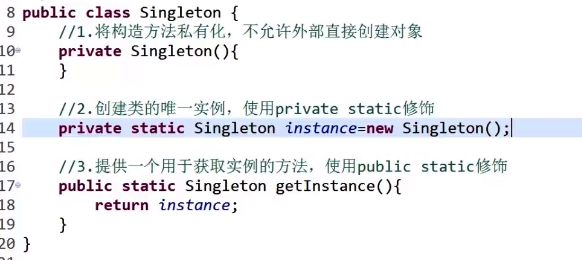 8 public class Singleton {
9 //1.将构造方法私有化，不允许外部直接创建对象
10 private Singleton(){
11 }
12
13 //2.创建类的唯一实例，使用private static修饰
14 private static Singleton instance=new Singleton();
15
16 //3.提供一个用于获取实例的方法，使用public static修饰
17 public static Singleton getInstance(){
18 return instance;
19 }
20 }